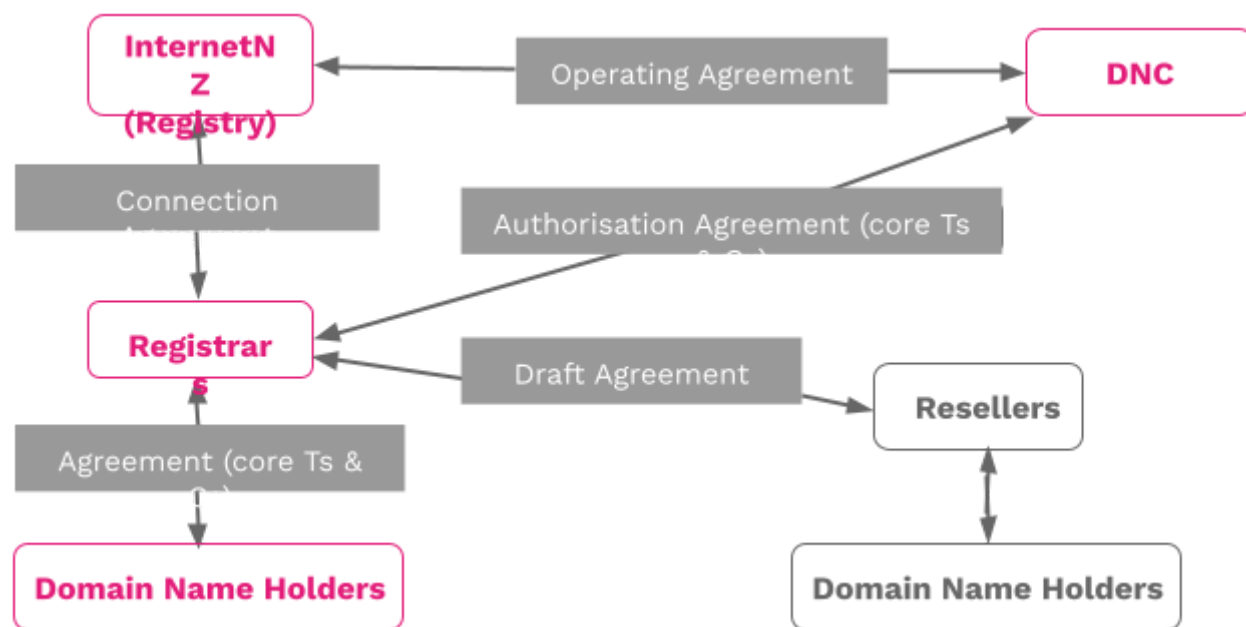 InternetN
Z
(Registry)
Operating Agreement
DNC
Connection
Authorisation Agreement (core Ts
Registrar
s
Draft Agreement
Resellers
Agreement (core Ts &
Domain Name Holders
Domain Name Holders